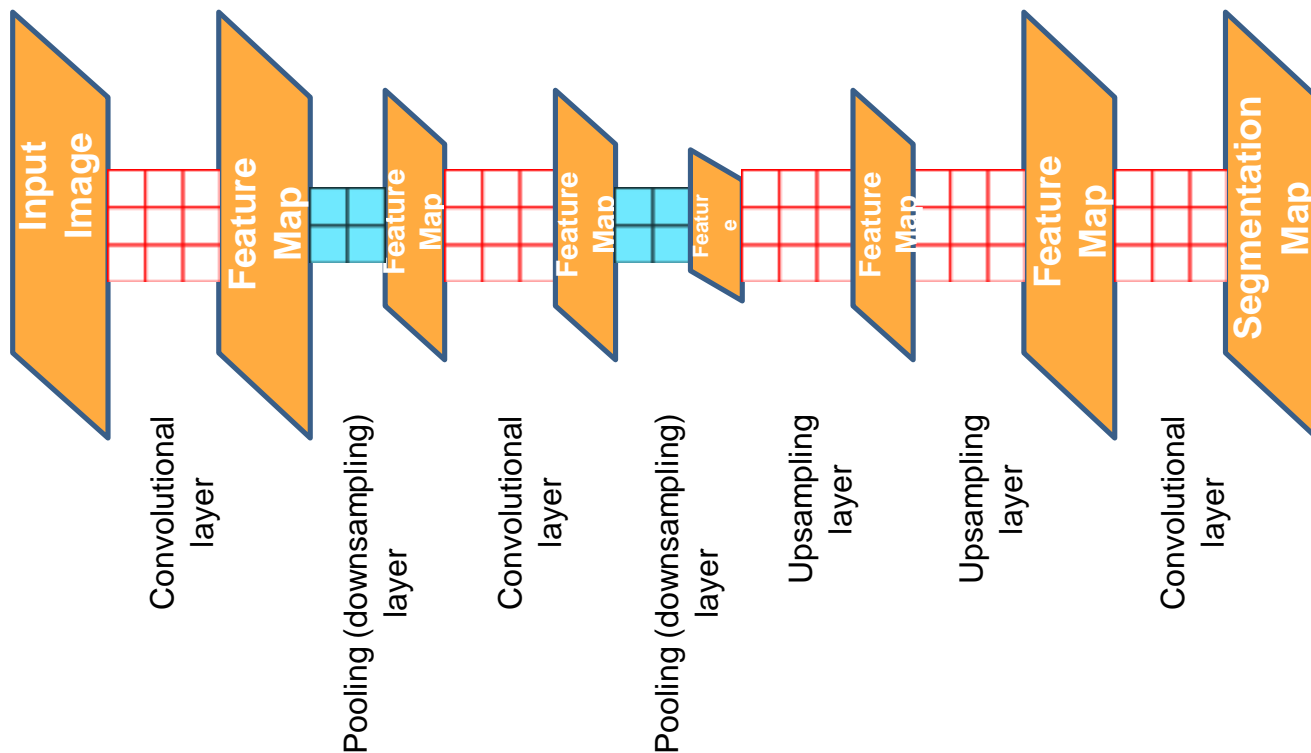 Input
Image
Feature
Map
Feature
Map
Feature
Map
Featur
e
Feature
Map
Feature
Map
Segmentation
Map
Convolutional
layer
Pooling (downsampling)
layer
Convolutional
layer
Pooling (downsampling)
layer
Upsampling
layer
Upsampling
layer
Convolutional
layer